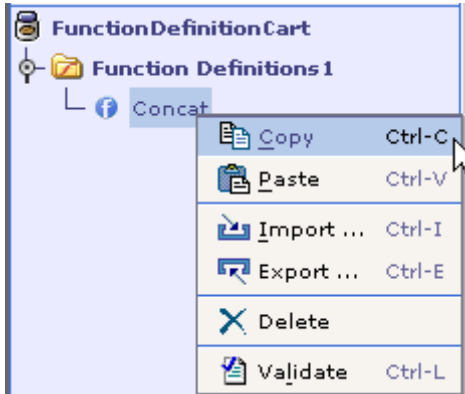 FunctionDefinitionCart
Function Definitions1
Concat
Copy Ctrl-C
Paste Ctrl-V
Import ... Ctrl-I
Export ... Ctrl-E
Delete
Validate Ctrl-L